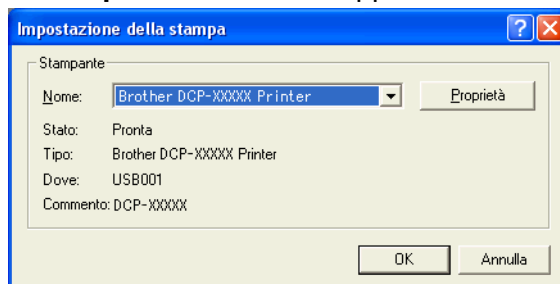 Impostazione della stampa
Stampante
Nome: Brother DCP-XXXXX Printer Proprietà
Stato: Pronta
Tipo: Brother DCP-XXXXX Printer
Dove: USB001
Commento: DCP-XXXXX
OK Annulla